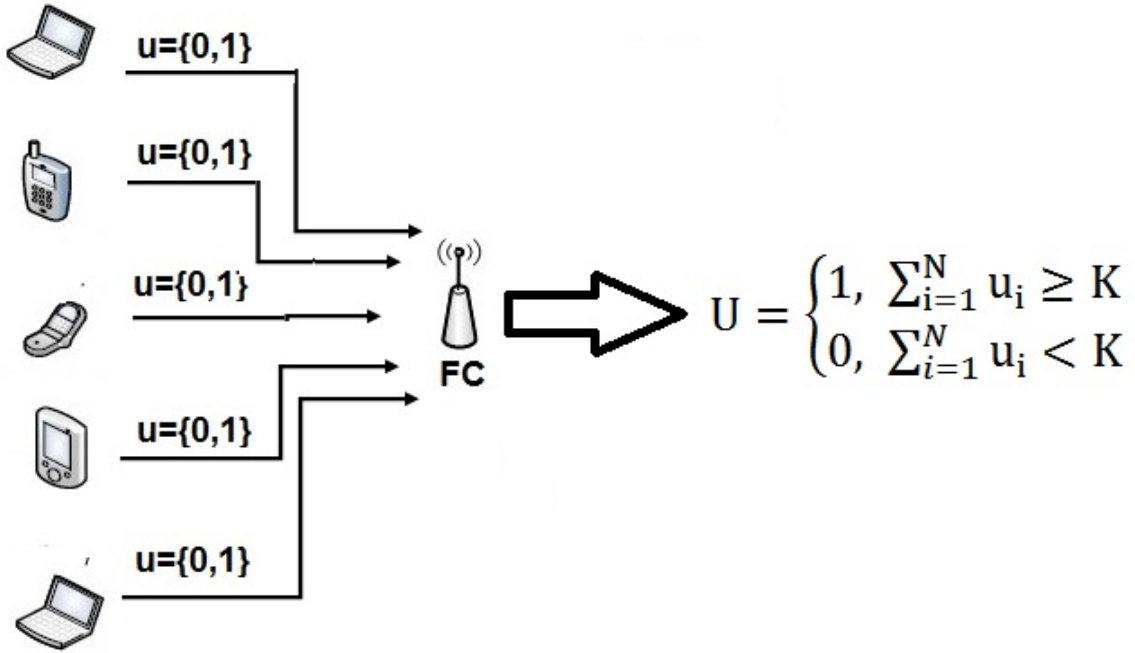 u={0,1}
u={0,1}
u={0,1}
u={0,1}
u={0,1}
FC
U = {1, ∑_{i=1}^{N} u_i ≥ K
0, ∑_{i=1}^{N} u_i < K